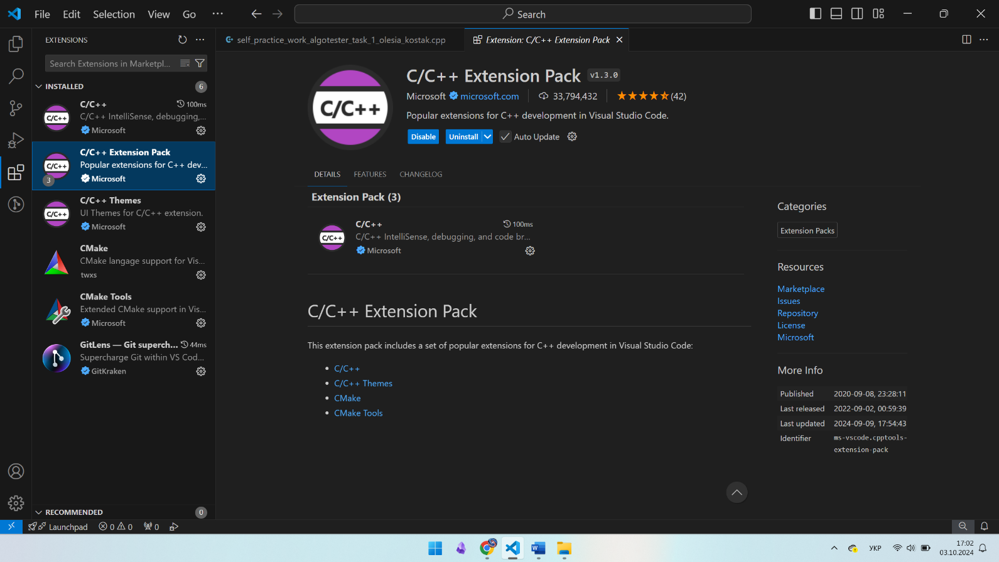 File Edit Selection View Go ··· Search
EXTENSIONS
Search Extensions in Marketpl...
INSTALLED 6
C/C++ 100ms
C/C++ IntelliSense, debugging,...
Microsoft
C/C++ Extension Pack
Popular extensions for C++ dev...
3 Microsoft
C/C++ Themes
UI Themes for C/C++ extension.
Microsoft
CMake
CMake langage support for Vis...
twxs
CMake Tools
Extended CMake support in Vis...
Microsoft
GitLens — Git superch... 44ms
Supercharge Git within VS Cod...
GitKraken
RECOMMENDED 0
self_practice_work_algotester_task_1_olesia_kostak.cpp
Extension: C/C++ Extension Pack
C/C++
C/C++ Extension Pack v1.3.0
Microsoft microsoft.com 33,794,432 (42)
Popular extensions for C++ development in Visual Studio Code.
Disable Uninstall Auto Update
DETAILS FEATURES CHANGELOG
Extension Pack (3)
C/C++ 100ms
C/C++ IntelliSense, debugging, and code br...
Microsoft
C/C++ Extension Pack
This extension pack includes a set of popular extensions for C++ development in Visual Studio Code:
• C/C++
• C/C++ Themes
• CMake
• CMake Tools
Categories
Extension Packs
Resources
Marketplace
Issues
Repository
License
Microsoft
More Info
Published 2020-09-08, 23:28:11
Last released 2022-09-02, 00:59:39
Last updated 2024-09-09, 17:54:43
Identifier ms-vscode.cpptools-
extension-pack
Launchpad 0 0 0
УКР
17:02
03.10.2024